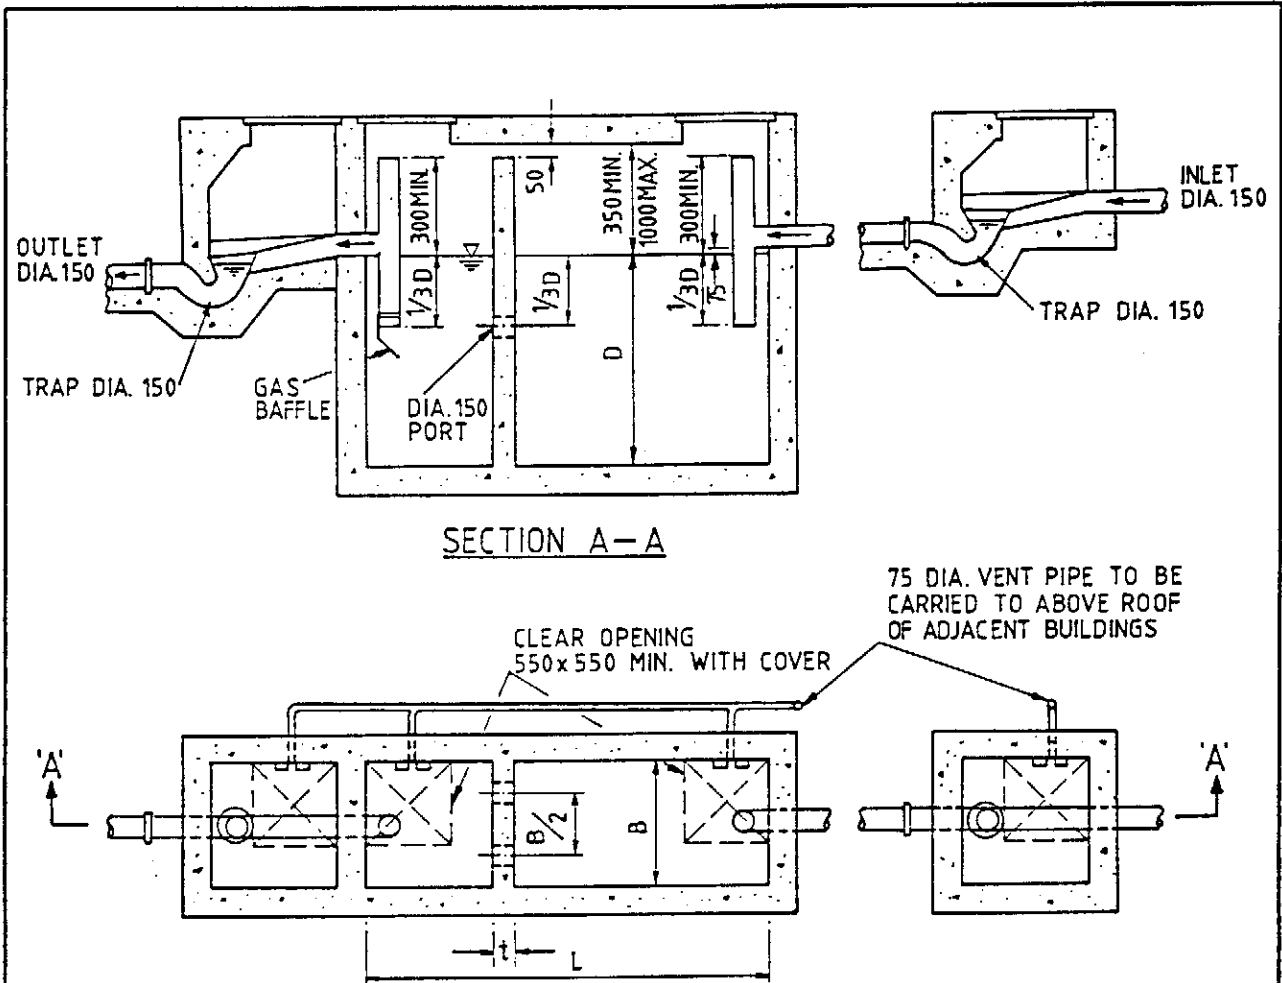 50
300MIN.
350MIN.
1000MAX.
300MIN.
INLET
DIA. 150
OUTLET
DIA.150
1/3D
1/3D
1/3D
75
D
TRAP DIA. 150
TRAP DIA. 150
GAS
BAFFLE
DIA.150
PORT
SECTION A-A
75 DIA. VENT PIPE TO BE
CARRIED TO ABOVE ROOF
OF ADJACENT BUILDINGS
CLEAR OPENING
550x550 MIN. WITH COVER
'A'
'A'
B/2
B
t
L